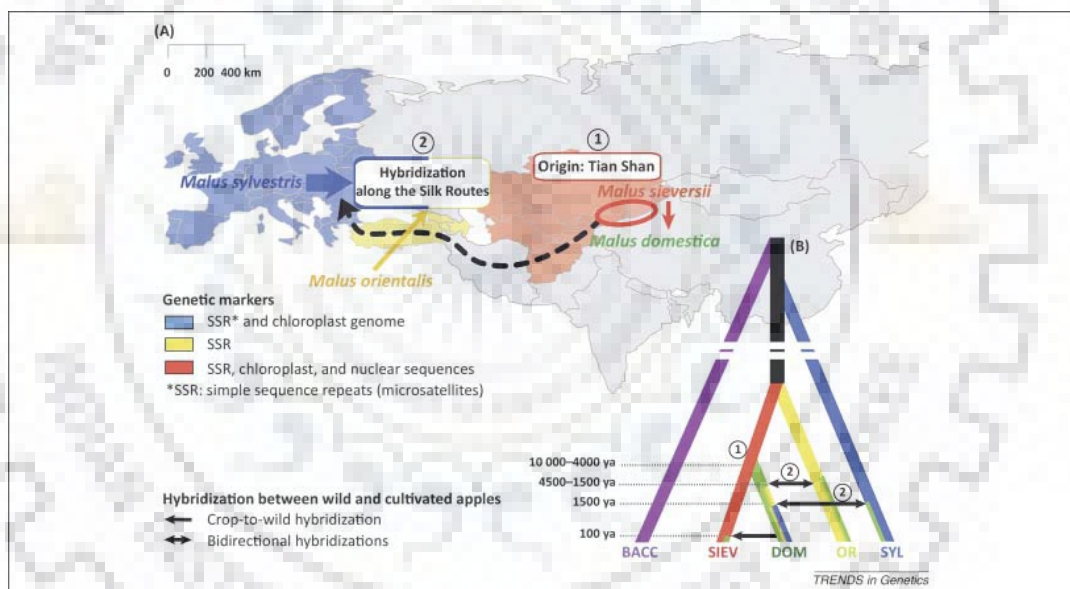 (A)
0 200 400 km
2
Hybridization
along the Silk Routes
1
Origin: Tian Shan
Malus sylvestris
Malus sieversii
Malus domestica
Malus orientalis
Genetic markers
SSR* and chloroplast genome
SSR
SSR, chloroplast, and nuclear sequences
*SSR: simple sequence repeats (microsatellites)
Hybridization between wild and cultivated apples
Crop-to-wild hybridization
Bidirectional hybridizations
(B)
1
10 000–4000 ya
2
4500–1500 ya
2
1500 ya
100 ya
BACC SIEV DOM OR SYL
TRENDS in Genetics